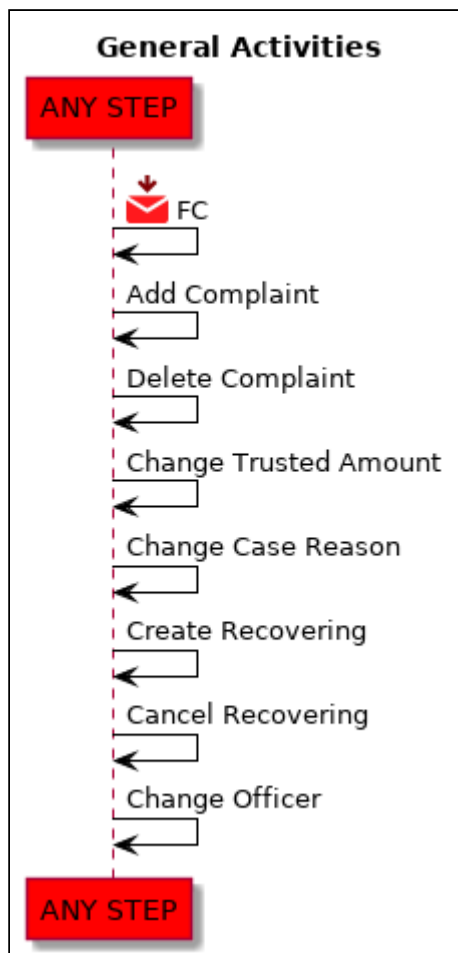 General Activities
ANY STEP
FC
Add Complaint
Delete Complaint
Change Trusted Amount
Change Case Reason
Create Recovering
Cancel Recovering
Change Officer
ANY STEP